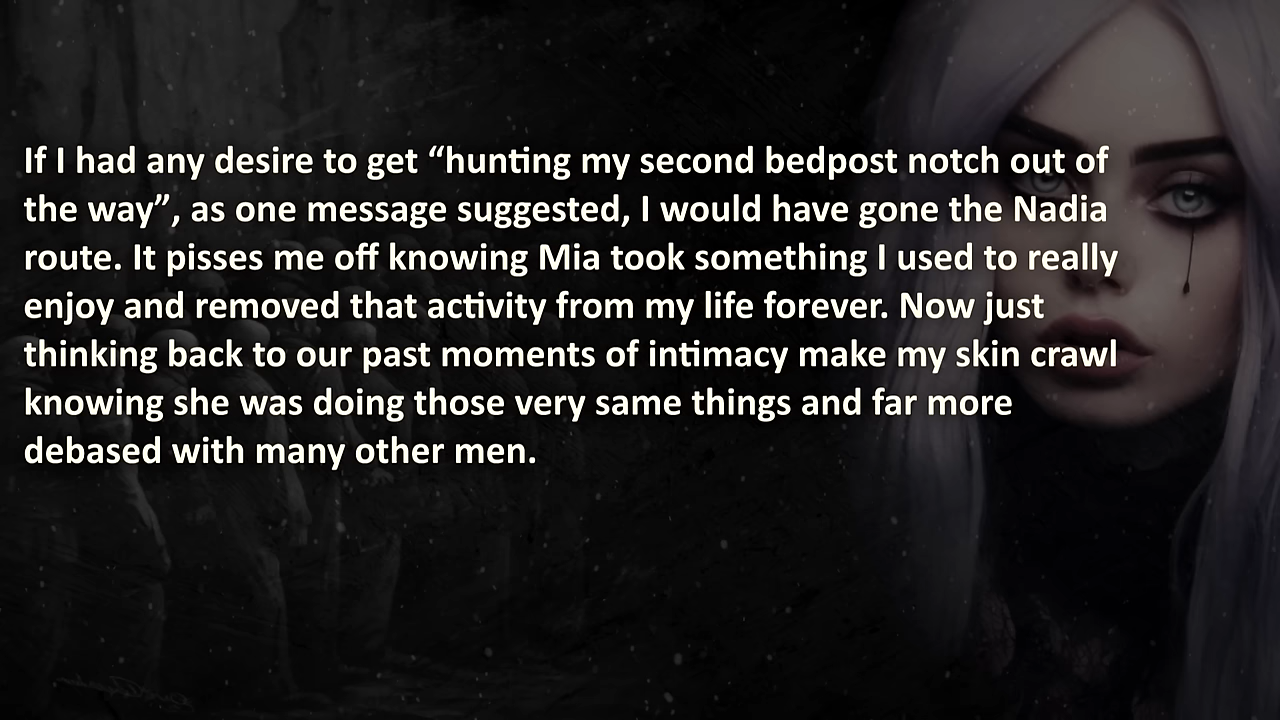 If I had any desire to get “hunting my second bedpost notch out of
the way”, as one message suggested, I would have gone the Nadia
route. It pisses me off knowing Mia took something I used to really
enjoy and removed that activity from my life forever. Now just
thinking back to our past moments of intimacy make my skin crawl
knowing she was doing those very same things and far more
debased with many other men.